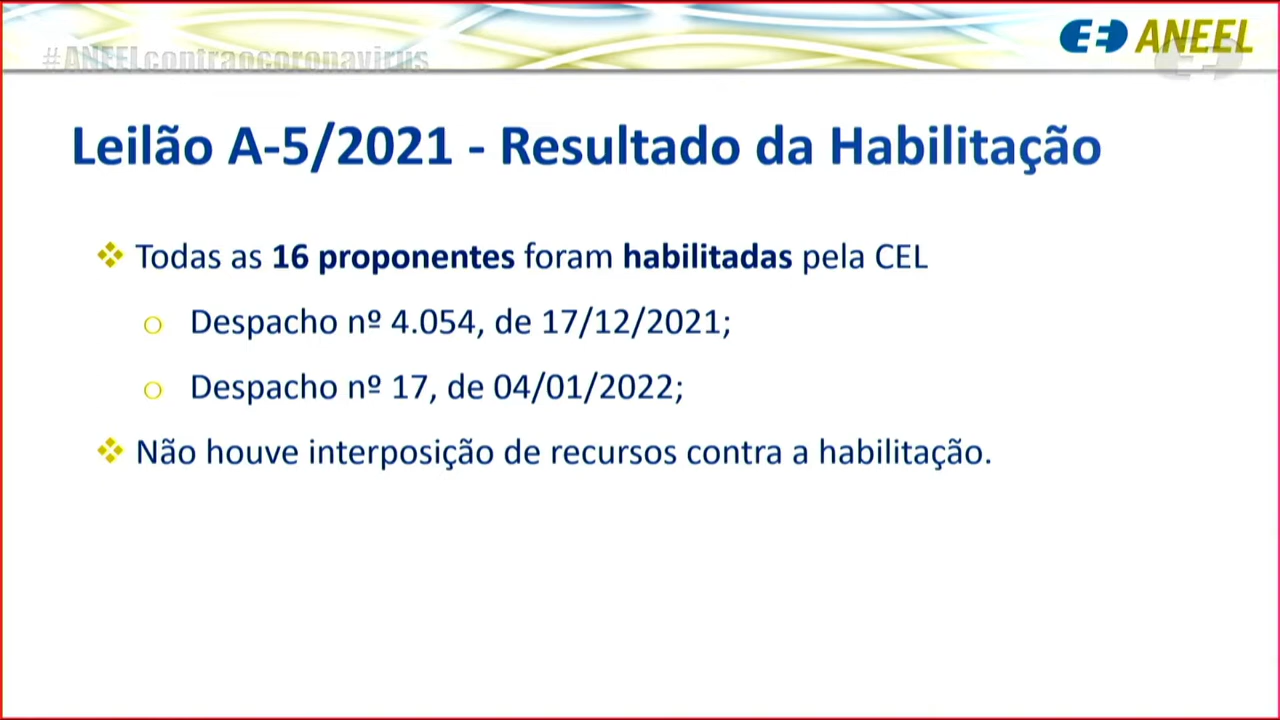 #ANEELcontraocoronavirus
ANEEL
Leilão A-5/2021 - Resultado da Habilitação
Todas as 16 proponentes foram habilitadas pela CEL
Despacho nº 4.054, de 17/12/2021;
Despacho nº 17, de 04/01/2022;
Não houve interposição de recursos contra a habilitação.